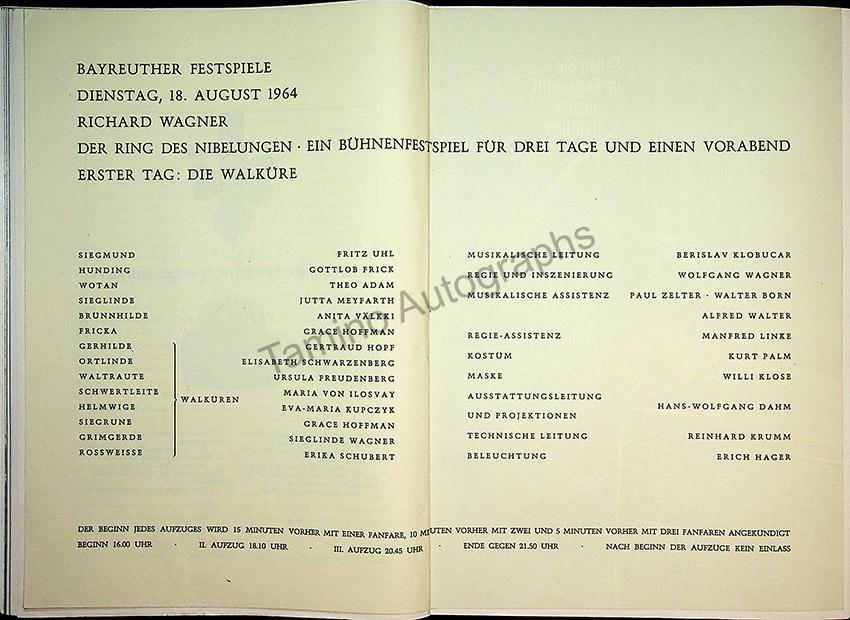 BAYREUTHER FESTSPIELE
DIENSTAG, 18. AUGUST 1964
RICHARD WAGNER
DER RING DES NIBELUNGEN · EIN BÜHNENFESTSPIEL FÜR DREI TAGE UND EINEN VORABEND
ERSTER TAG: DIE WALKÜRE
SIEGMUND FRITZ UHL
HUNDING GOTTLOB FRICK
WOTAN THEO ADAM
SIEGLINDE JUTTA MEYFARTH
BRÜNNHILDE ANITA VÄLKKI
FRICKA GRACE HOFFMAN
GERHILDE GERTRAUD HOPF
ORTLINDE ELISABETH SCHWARZENBERG
WALTRAUTE URSULA FREUDENBERG
SCHWERTLEITE MARIA VON ILOSVAY
WALKÜREN
HELMWIGE EVA-MARIA KUPCZYK
SIEGRUNE GRACE HOFFMAN
GRIMGERDE SIEGLINDE WAGNER
ROSSWEISSE ERIKA SCHUBERT
MUSIKALISCHE LEITUNG BERISLAV KLOBUCAR
REGIE UND INSZENIERUNG WOLFGANG WAGNER
MUSIKALISCHE ASSISTENZ PAUL ZELTER · WALTER BORN
ALFRED WALTER
REGIE-ASSISTENZ MANFRED LINKE
KOSTÜM KURT PALM
MASKE WILLI KLOSE
AUSSTATTUNGSLEITUNG
UND PROJEKTIONEN HANS-WOLFGANG DAHM
TECHNISCHE LEITUNG REINHARD KRUMM
BELEUCHTUNG ERICH HAGER
DER BEGINN JEDES AUFZUGES WIRD 15 MINUTEN VORHER MIT EINER FANFARE, 10 MINUTEN VORHER MIT ZWEI UND 5 MINUTEN VORHER MIT DREI FANFAREN ANGEKÜNDIGT
BEGINN 16.00 UHR · II. AUFZUG 18.10 UHR · III. AUFZUG 20.45 UHR · ENDE GEGEN 21.50 UHR · NACH BEGINN DER AUFZÜGE KEIN EINLASS
Tamino Autographs